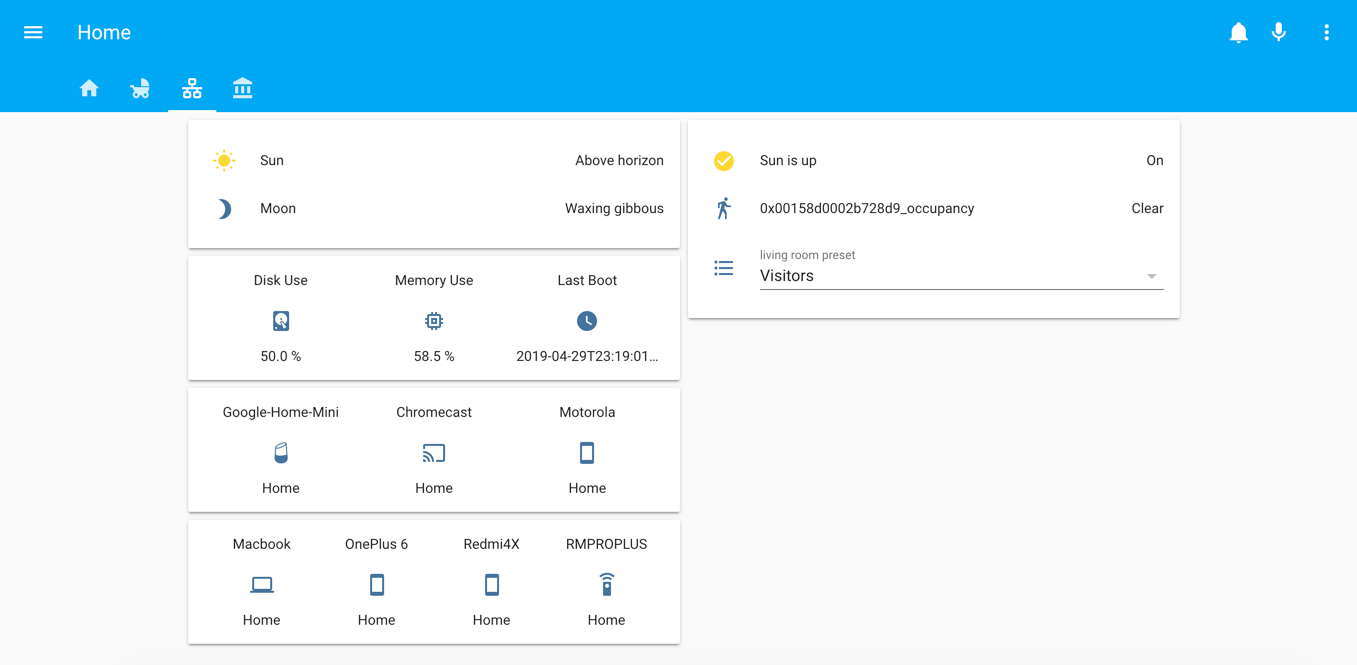 Home
Sun Above horizon
Moon Waxing gibbous
Disk Use Memory Use Last Boot
50.0 % 58.5 % 2019-04-29T23:19:01...
Google-Home-Mini Chromecast Motorola
Home Home Home
Macbook OnePlus 6 Redmi4X RMPROPLUS
Home Home Home Home
Sun is up On
0x00158d0002b728d9_occupancy Clear
living room preset
Visitors